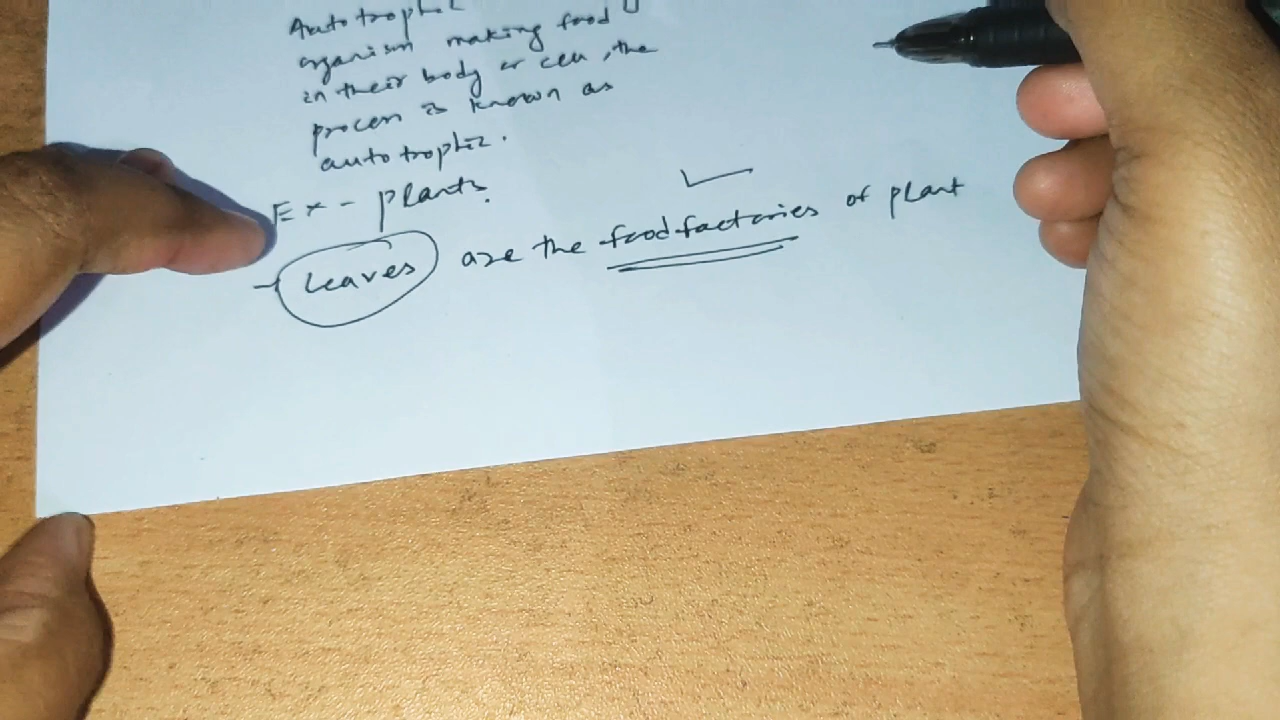 Autotrophic
organism making food
in their body or cell, the
process is known as
autotrophic.
Ex - Plants.
Leaves are the food factories of plant